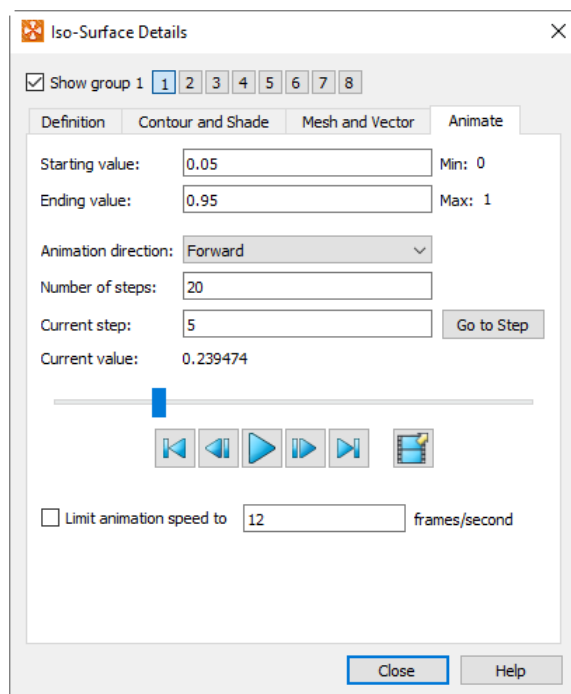 Iso-Surface Details
Show group 1 1 2 3 4 5 6 7 8
Definition Contour and Shade Mesh and Vector Animate
Starting value: 0.05 Min: 0
Ending value: 0.95 Max: 1
Animation direction: Forward
Number of steps: 20
Current step: 5 Go to Step
Current value: 0.239474
Limit animation speed to 12 frames/second
Close Help